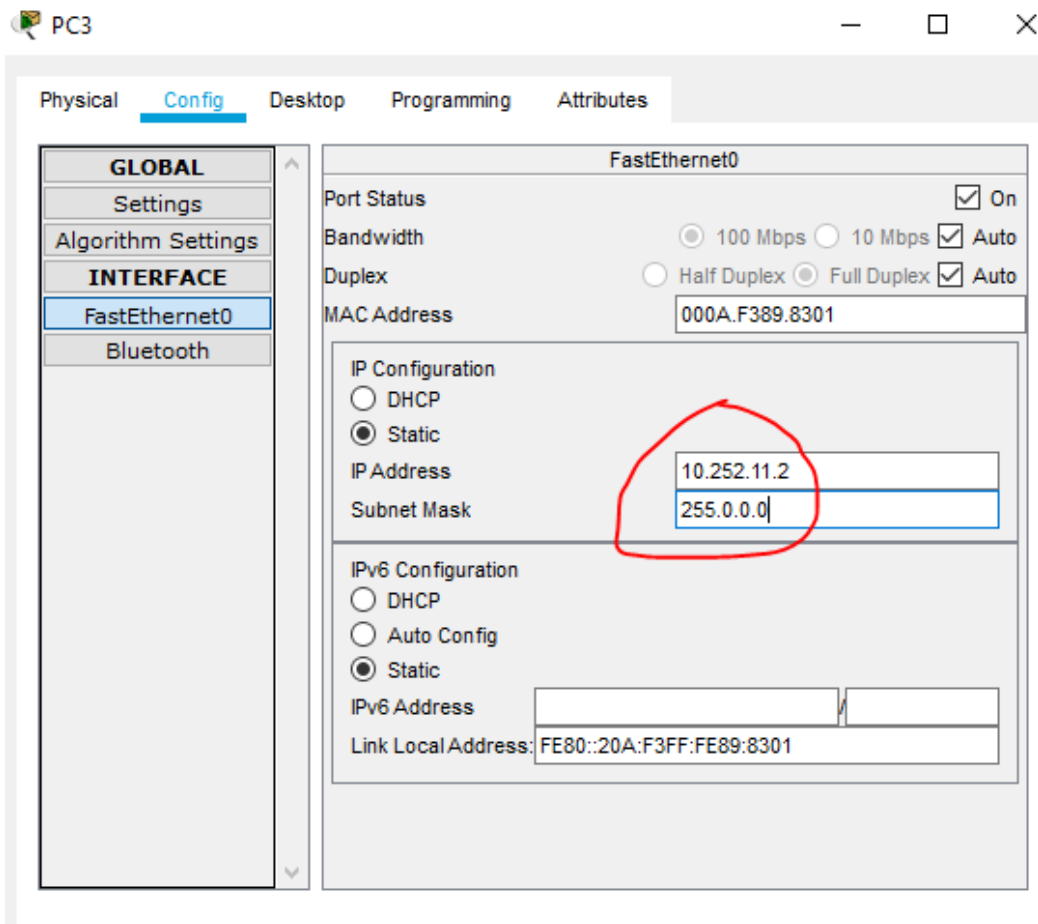 PC3
Physical Config Desktop Programming Attributes
GLOBAL
Settings
Algorithm Settings
INTERFACE
FastEthernet0
Bluetooth
FastEthernet0
Port Status On
Bandwidth 100 Mbps 10 Mbps Auto
Duplex Half Duplex Full Duplex Auto
MAC Address 000A.F389.8301
IP Configuration
DHCP
Static
IP Address 10.252.11.2
Subnet Mask 255.0.0.0
IPv6 Configuration
DHCP
Auto Config
Static
IPv6 Address /
Link Local Address: FE80::20A:F3FF:FE89:8301